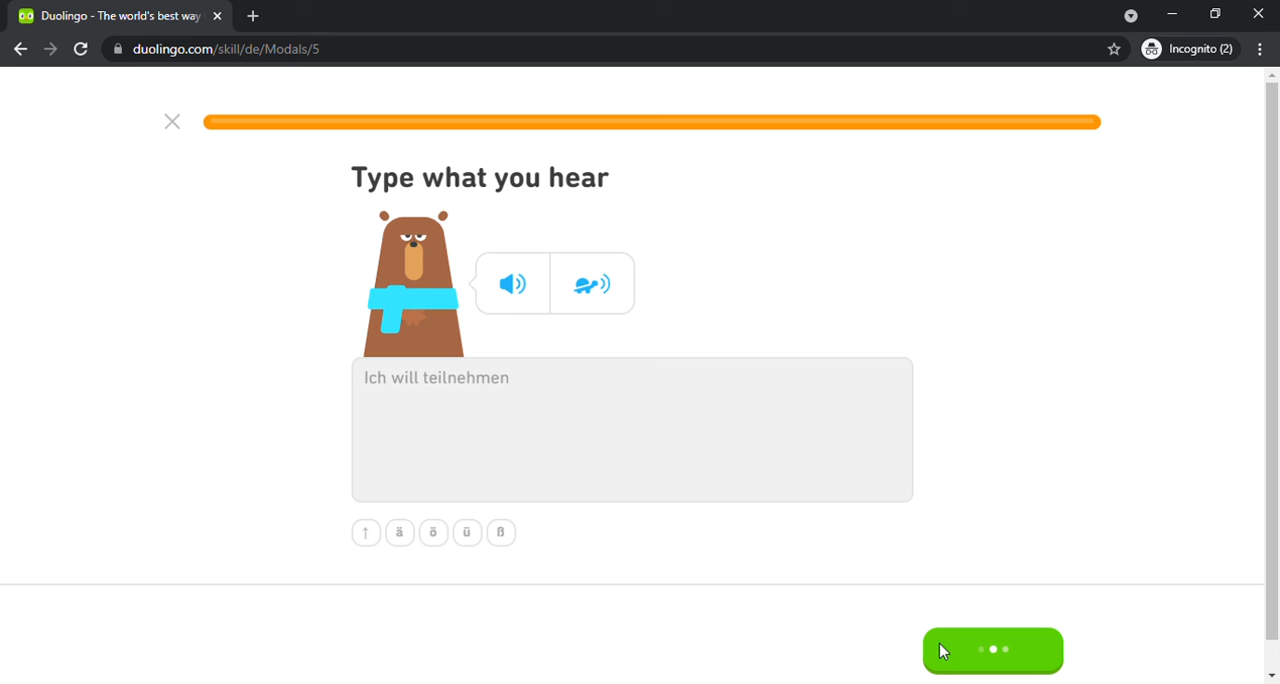 Duolingo - The world's best way
duolingo.com/skill/de/Modals/5
Incognito (2)
Type what you hear
Ich will teilnehmen
↑ ä ö ü ß